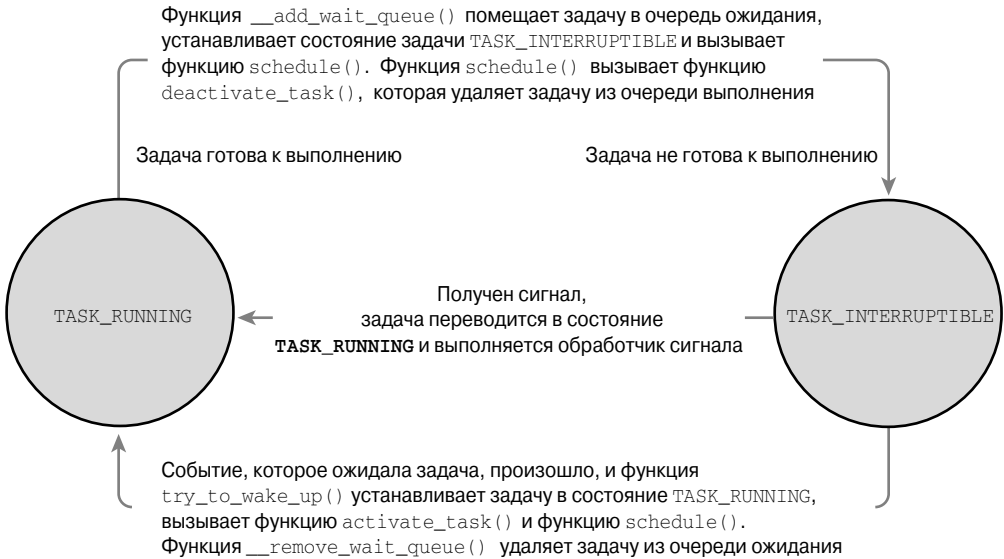 Функция __add_wait_queue() помещает задачу в очередь ожидания,
устанавливает состояние задачи TASK_INTERRUPTIBLE и вызывает
функцию schedule(). Функция schedule() вызывает функцию
deactivate_task(), которая удаляет задачу из очереди выполнения
Задача готова к выполнению
Задача не готова к выполнению
TASK_RUNNING
Получен сигнал,
задача переводится в состояние
TASK_RUNNING и выполняется обработчик сигнала
TASK_INTERRUPTIBLE
Событие, которое ожидала задача, произошло, и функция
try_to_wake_up() устанавливает задачу в состояние TASK_RUNNING,
вызывает функцию activate_task() и функцию schedule().
Функция __remove_wait_queue() удаляет задачу из очереди ожидания